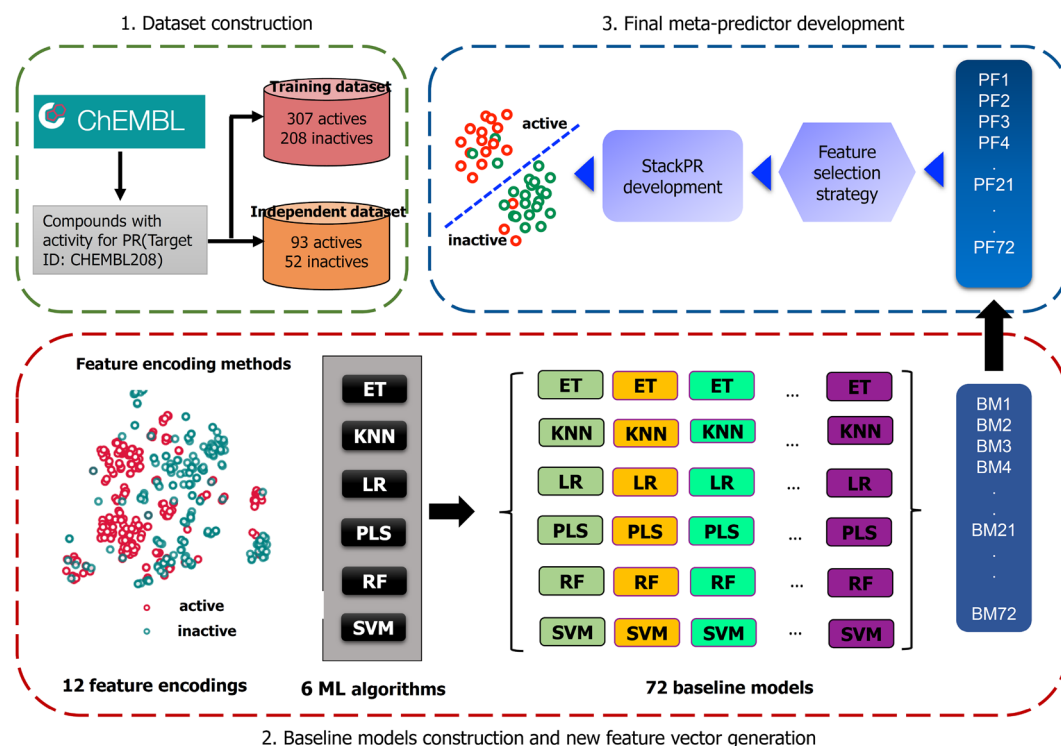 1. Dataset construction
ChEMBL
Compounds with
activity for PR(Target
ID: CHEMBL208)
Training dataset
307 actives
208 inactives
Independent dataset
93 actives
52 inactives
3. Final meta-predictor development
active
inactive
StackPR
development
Feature
selection
strategy
PF1
PF2
PF3
PF4
.
PF21
.
.
PF72
Feature encoding methods
active
inactive
12 feature encodings
ET
KNN
LR
PLS
RF
SVM
6 ML algorithms
ET ET ET ... ET
KNN KNN KNN ... KNN
LR LR LR ... LR
PLS PLS PLS ... PLS
RF RF RF ... RF
SVM SVM SVM ... SVM
72 baseline models
BM1
BM2
BM3
BM4
.
.
BM21
.
.
.
BM72
2. Baseline models construction and new feature vector generation